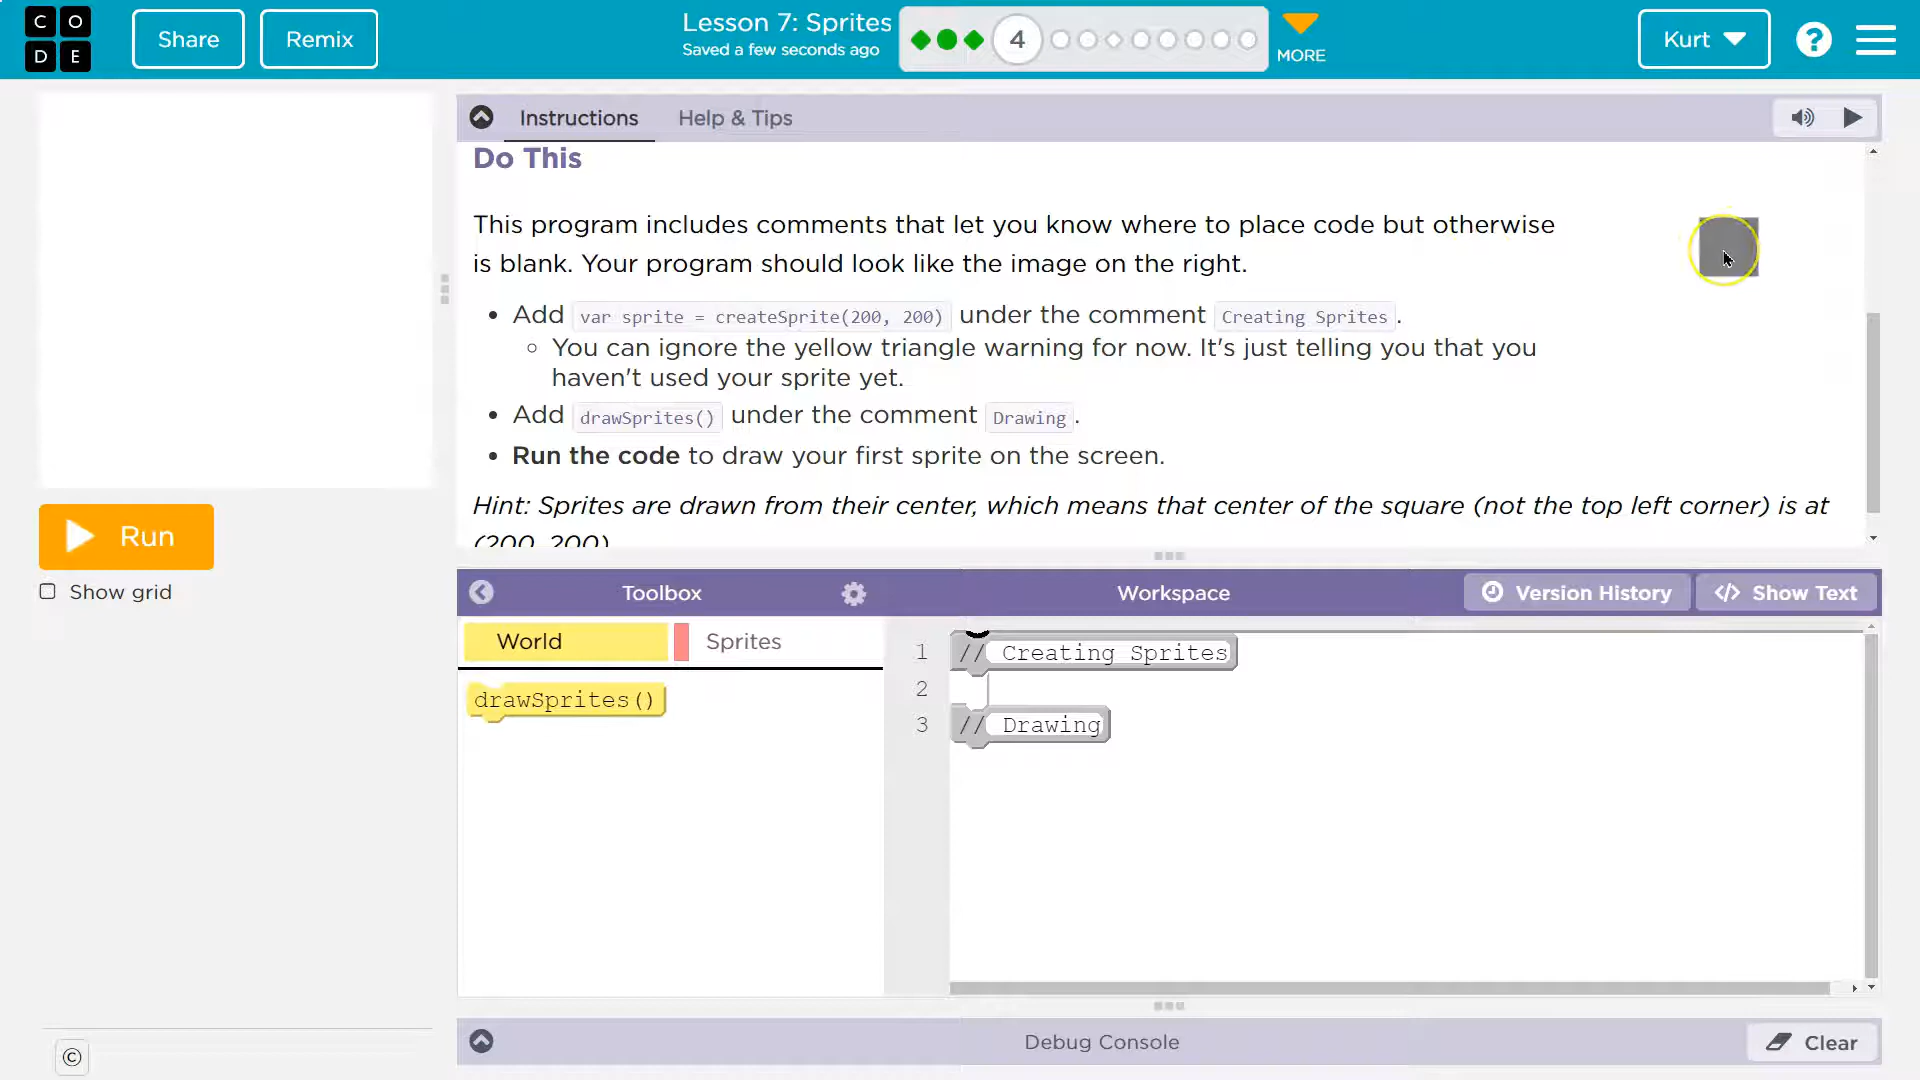 CODE
Share
Remix
Lesson 7: Sprites
Saved a few seconds ago
4
MORE
Kurt
?
Instructions
Help & Tips
Do This
This program includes comments that let you know where to place code but otherwise
is blank. Your program should look like the image on the right.
Add var sprite = createSprite(200, 200) under the comment Creating Sprites.
You can ignore the yellow triangle warning for now. It's just telling you that you
haven't used your sprite yet.
Add drawSprites() under the comment Drawing.
Run the code to draw your first sprite on the screen.
Hint: Sprites are drawn from their center, which means that center of the square (not the top left corner) is at
(200, 200)
Run
Show grid
Toolbox
Workspace
Version History
</> Show Text
World
Sprites
drawSprites()
1 // Creating Sprites
2
3 // Drawing
Debug Console
Clear
©